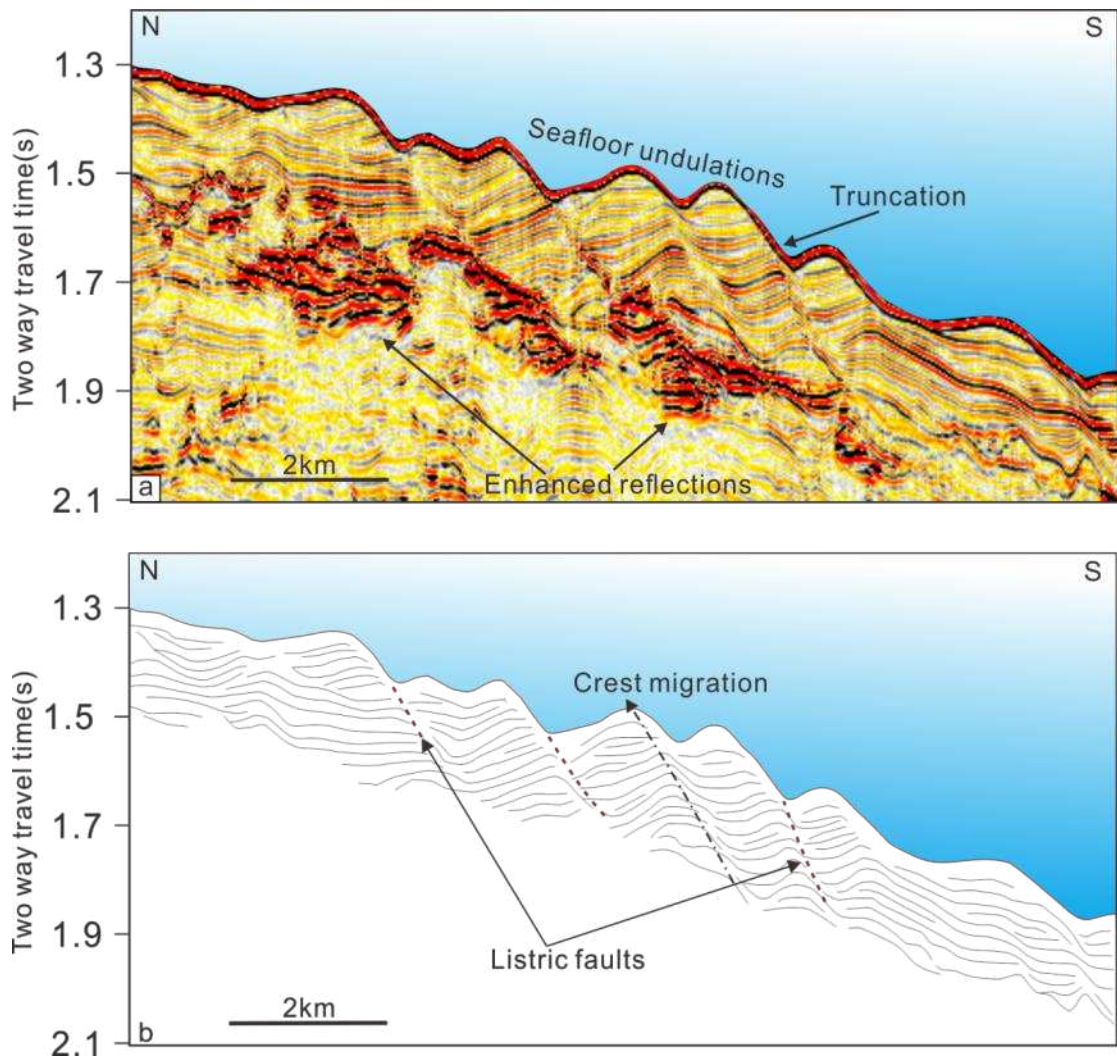 N
S
1.3
1.5
1.7
1.9
2.1
Two way travel time(s)
Seafloor undulations
Truncation
2km
Enhanced reflections
a
N
S
1.3
1.5
1.7
1.9
2.1
Two way travel time(s)
Crest migration
Listric faults
2km
b